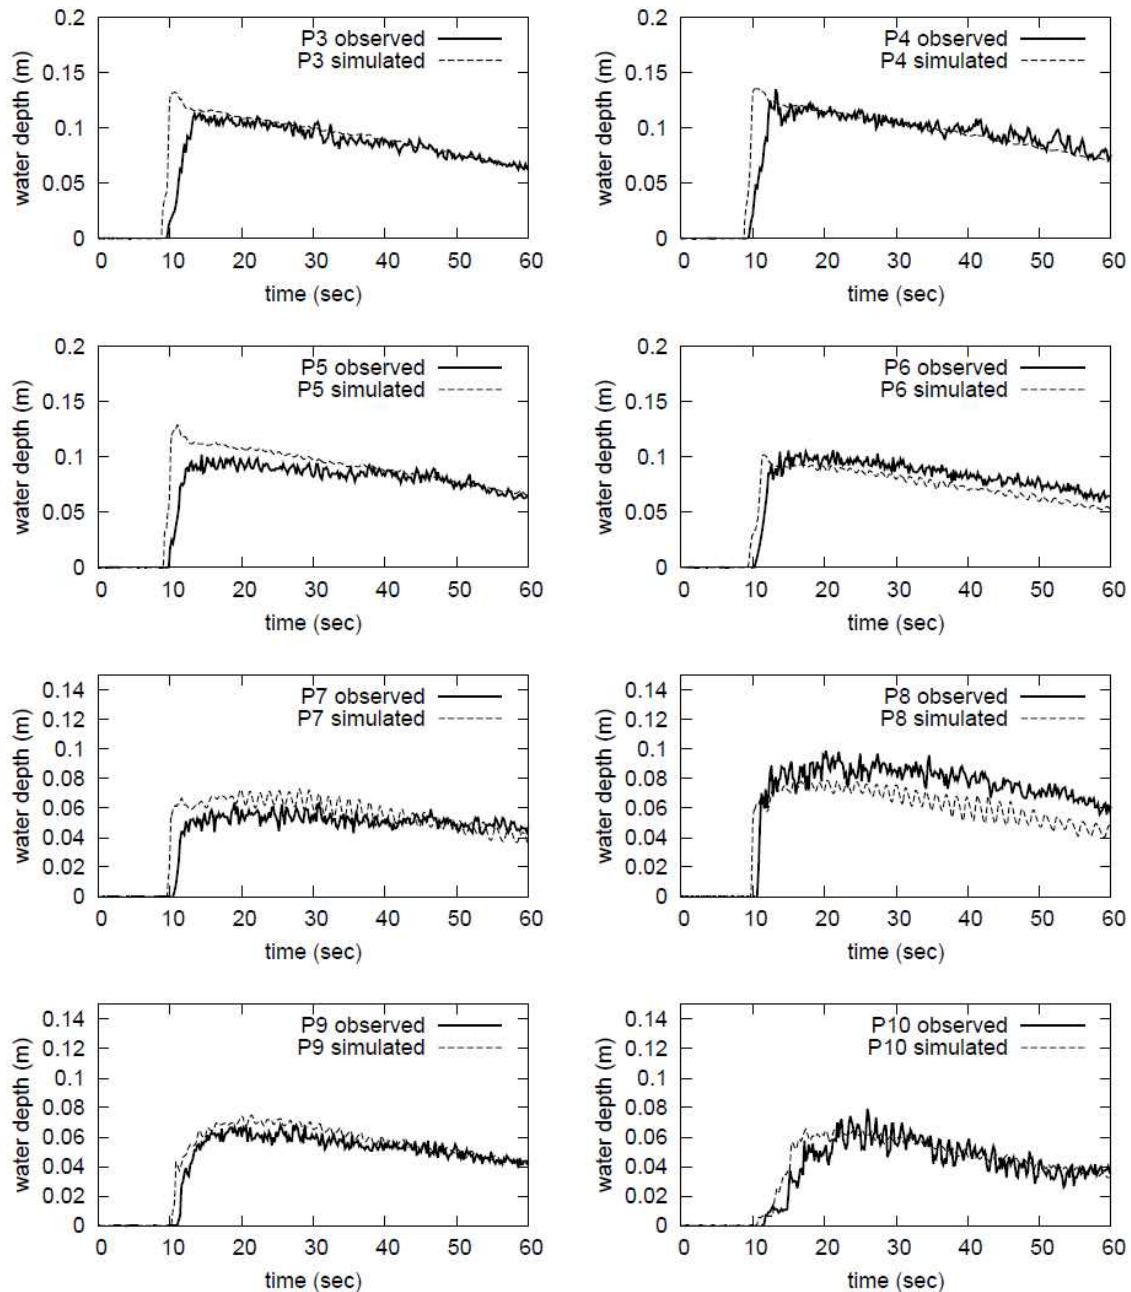 0.2
P3 observed
P3 simulated
0.15
0.1
0.05
0
water depth (m)
0 10 20 30 40 50 60
time (sec)
0.2
P4 observed
P4 simulated
0.15
0.1
0.05
0
water depth (m)
0 10 20 30 40 50 60
time (sec)
0.2
P5 observed
P5 simulated
0.15
0.1
0.05
0
water depth (m)
0 10 20 30 40 50 60
time (sec)
0.2
P6 observed
P6 simulated
0.15
0.1
0.05
0
water depth (m)
0 10 20 30 40 50 60
time (sec)
0.14
P7 observed
P7 simulated
0.12
0.1
0.08
0.06
0.04
0.02
0
water depth (m)
0 10 20 30 40 50 60
time (sec)
0.14
P8 observed
P8 simulated
0.12
0.1
0.08
0.06
0.04
0.02
0
water depth (m)
0 10 20 30 40 50 60
time (sec)
0.14
P9 observed
P9 simulated
0.12
0.1
0.08
0.06
0.04
0.02
0
water depth (m)
0 10 20 30 40 50 60
time (sec)
0.14
P10 observed
P10 simulated
0.12
0.1
0.08
0.06
0.04
0.02
0
water depth (m)
0 10 20 30 40 50 60
time (sec)